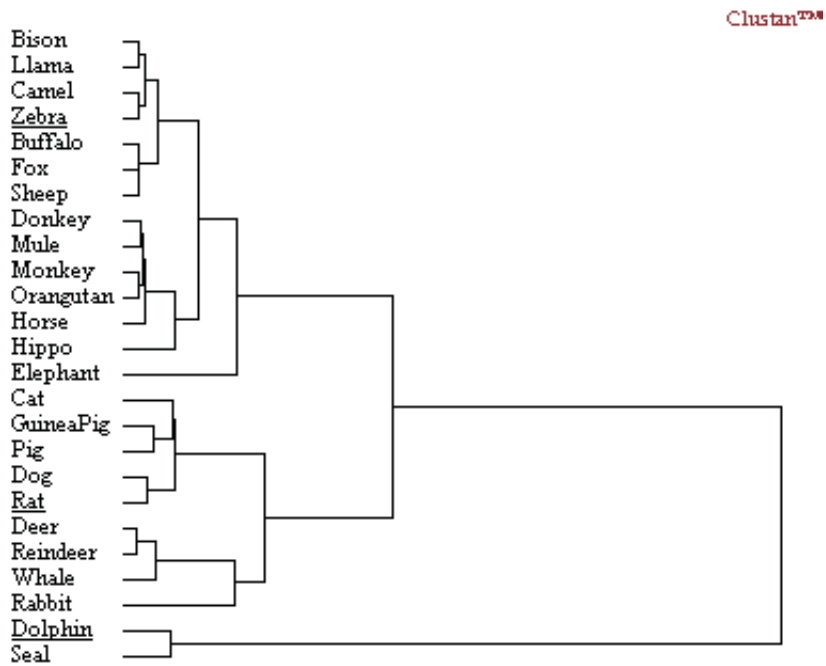 Clustan™
Bison
Llama
Camel
Zebra
Buffalo
Fox
Sheep
Donkey
Mule
Monkey
Orangutan
Horse
Hippo
Elephant
Cat
GuineaPig
Pig
Dog
Rat
Deer
Reindeer
Whale
Rabbit
Dolphin
Seal